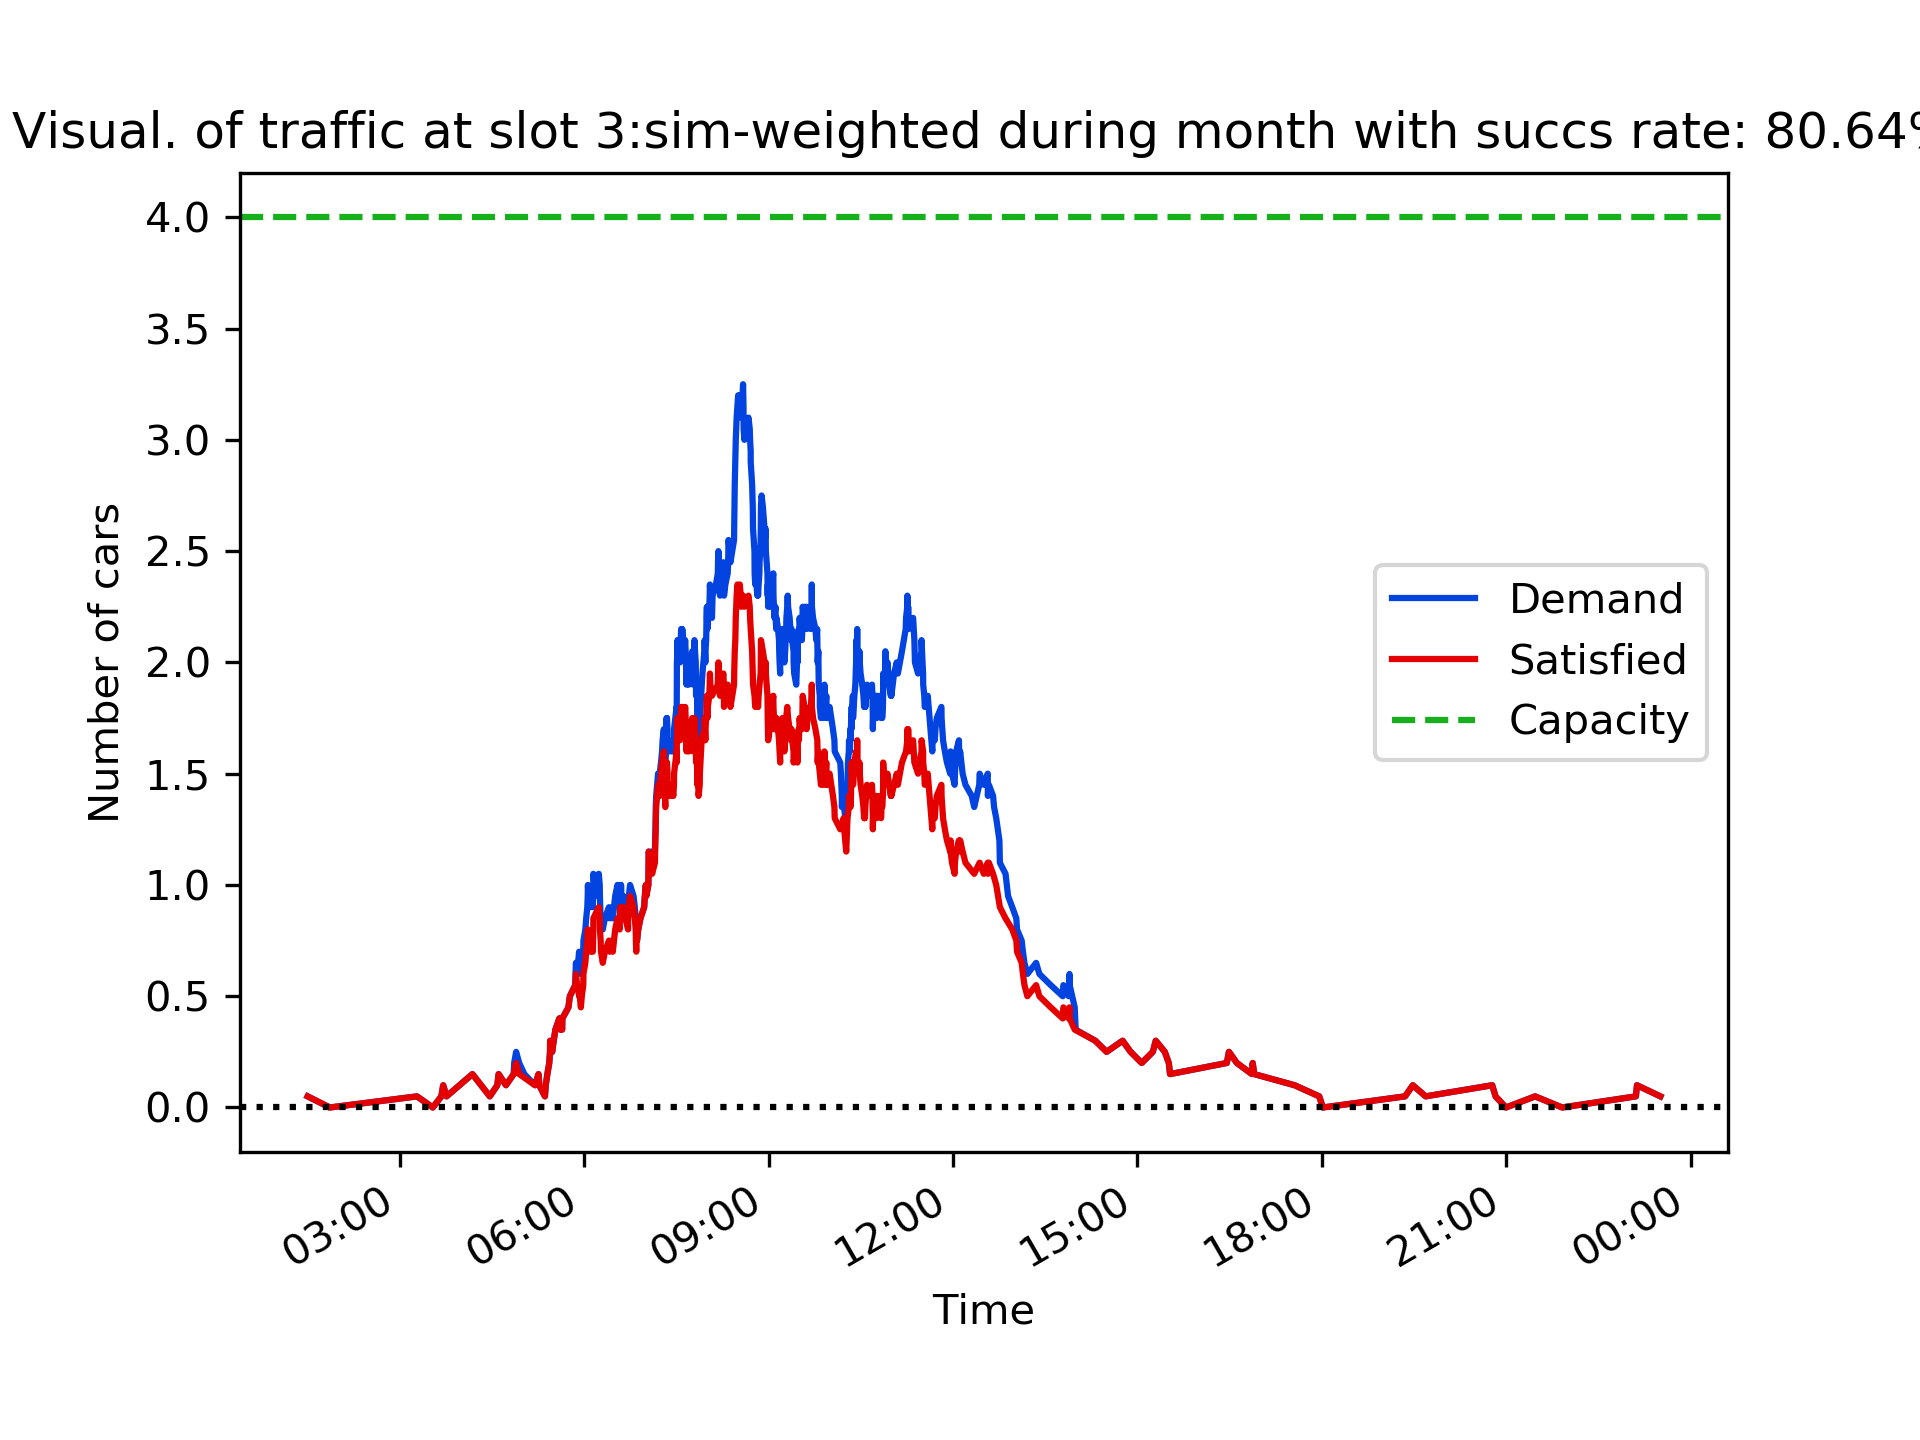 Visual. of traffic at slot 3:sim-weighted during month with succs rate: 80.64%
4.0
3.5
3.0
2.5
2.0
1.5
1.0
0.5
0.0
Number of cars
Demand
Satisfied
Capacity
03:00
06:00
09:00
12:00
15:00
18:00
21:00
00:00
Time